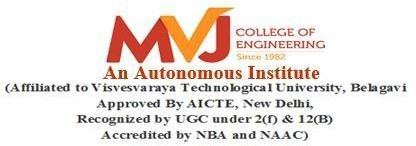 MVJ COLLEGE OF
ENGINEERING
Since 1982
An Autonomous Institute
(Affiliated to Visvesvaraya Technological University, Belagavi
Approved By AICTE, New Delhi,
Recognized by UGC under 2(f) & 12(B)
Accredited by NBA and NAAC)